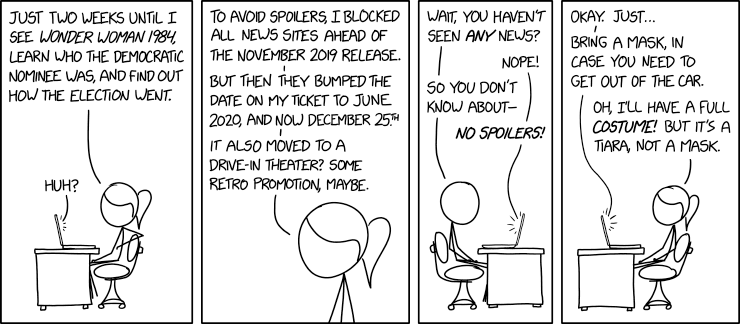 JUST TWO WEEKS UNTIL I
SEE WONDER WOMAN 1984,
LEARN WHO THE DEMOCRATIC
NOMINEE WAS, AND FIND OUT
HOW THE ELECTION WENT.
HUH?
TO AVOID SPOILERS, I BLOCKED
ALL NEWS SITES AHEAD OF
THE NOVEMBER 2019 RELEASE.
BUT THEN THEY BUMPED THE
DATE ON MY TICKET TO JUNE
2020, AND NOW DECEMBER 25TH.
IT ALSO MOVED TO A
DRIVE-IN THEATER? SOME
RETRO PROMOTION, MAYBE.
WAIT, YOU HAVEN'T
SEEN ANY NEWS?
NOPE!
SO YOU DON'T
KNOW ABOUT—
NO SPOILERS!
OKAY. JUST...
BRING A MASK, IN
CASE YOU NEED TO
GET OUT OF THE CAR.
OH, I'LL HAVE A FULL
COSTUME! BUT IT'S A
TIARA, NOT A MASK.